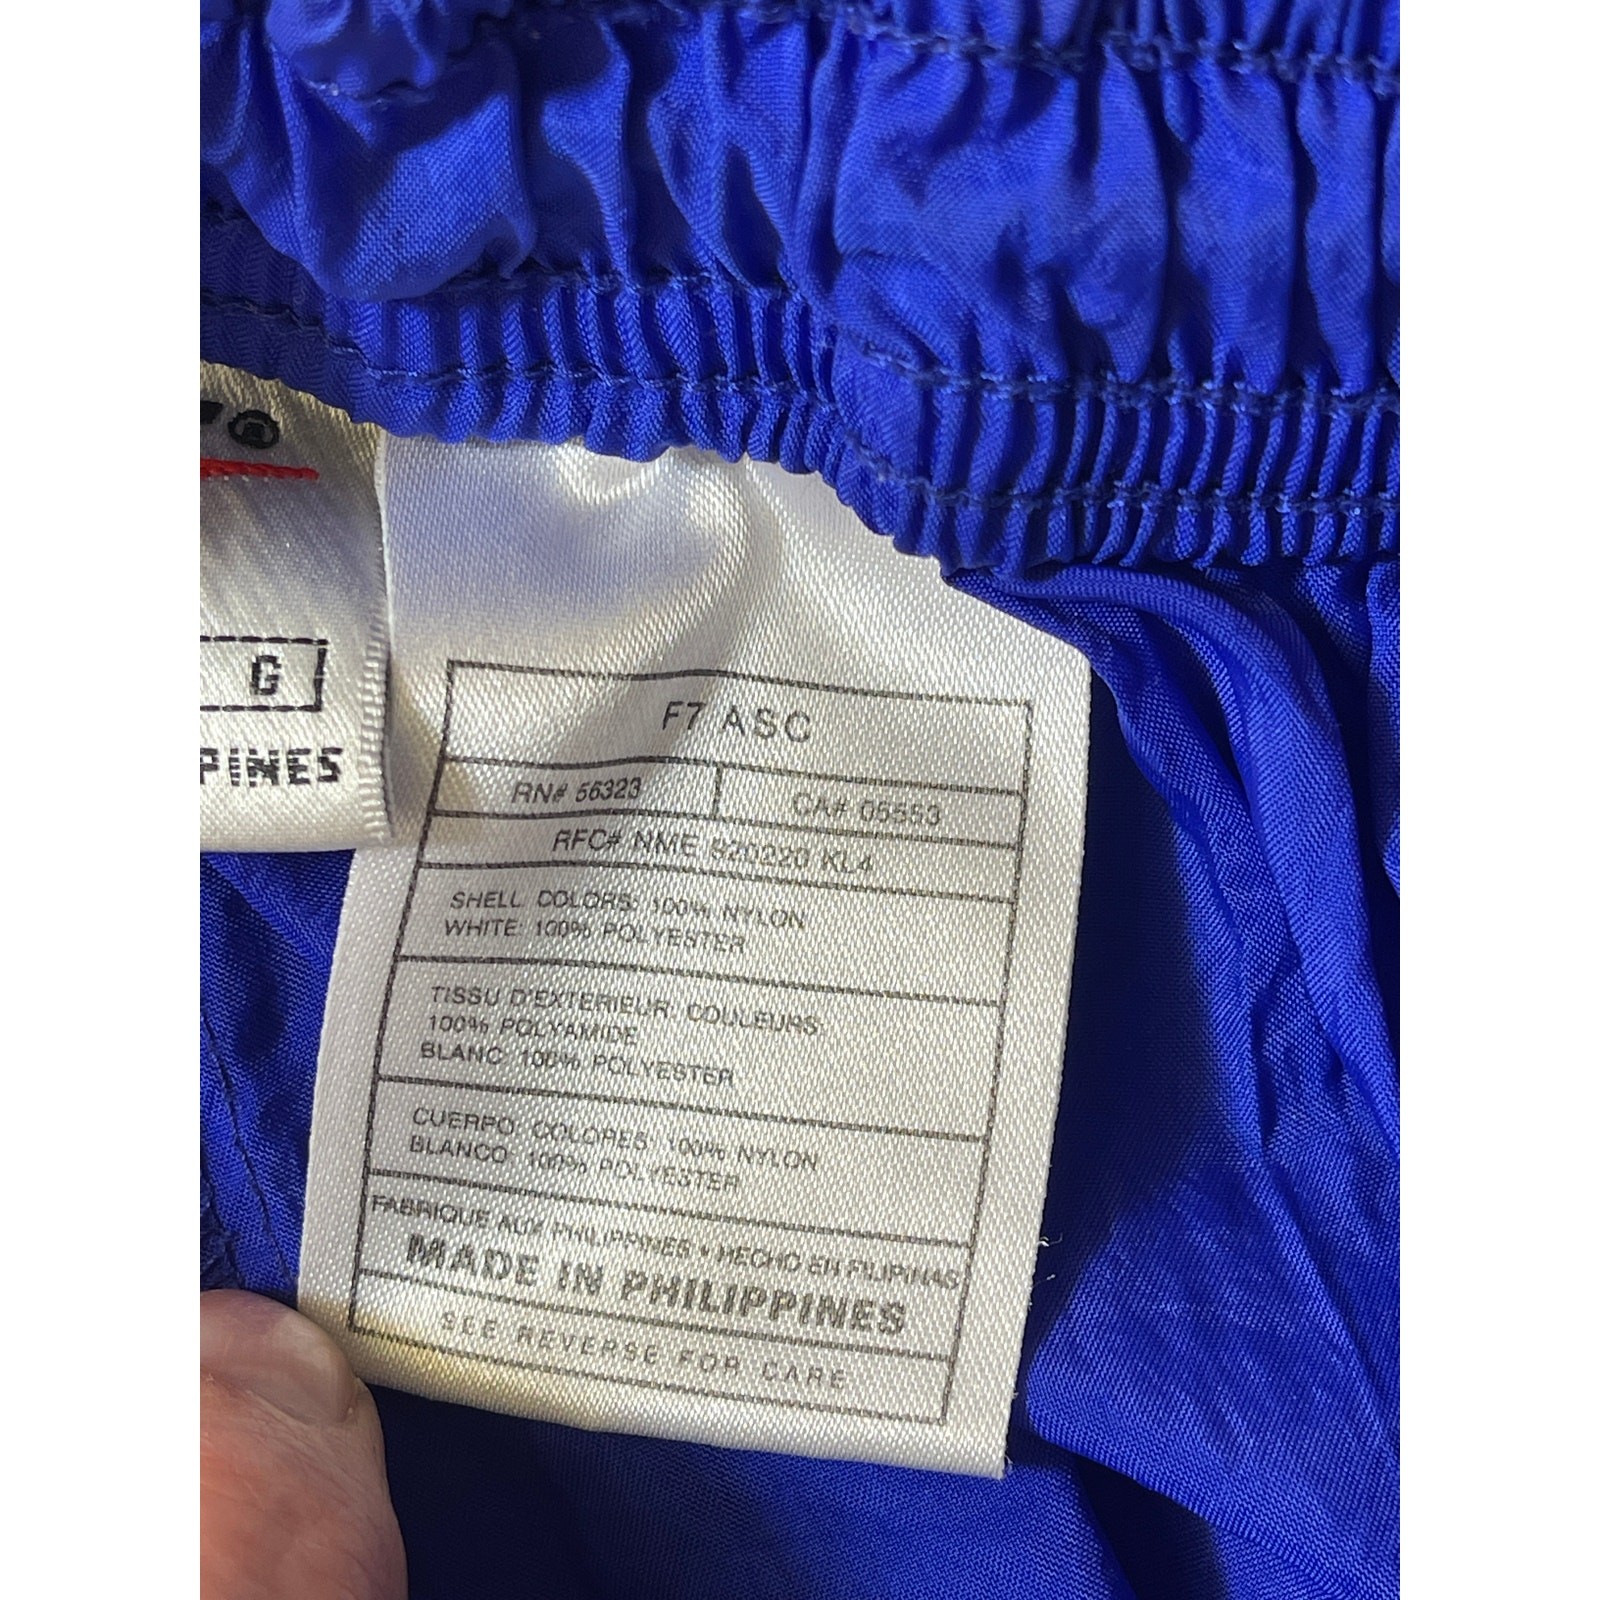 ®
G
PINES
F7 ASC
RN# 56323
CA# 05553
RFC# NME 920220 KL4
SHELL COLORS: 100% NYLON
WHITE: 100% POLYESTER
TISSU D'EXTERIEUR: COULEURS:
100% POLYAMIDE
BLANC: 100% POLYESTER
CUERPO: COLORES: 100% NYLON
BLANCO: 100% POLYESTER
FABRIQUE AUX PHILIPPINES • HECHO EN FILIPINAS
MADE IN PHILIPPINES
SEE REVERSE FOR CARE